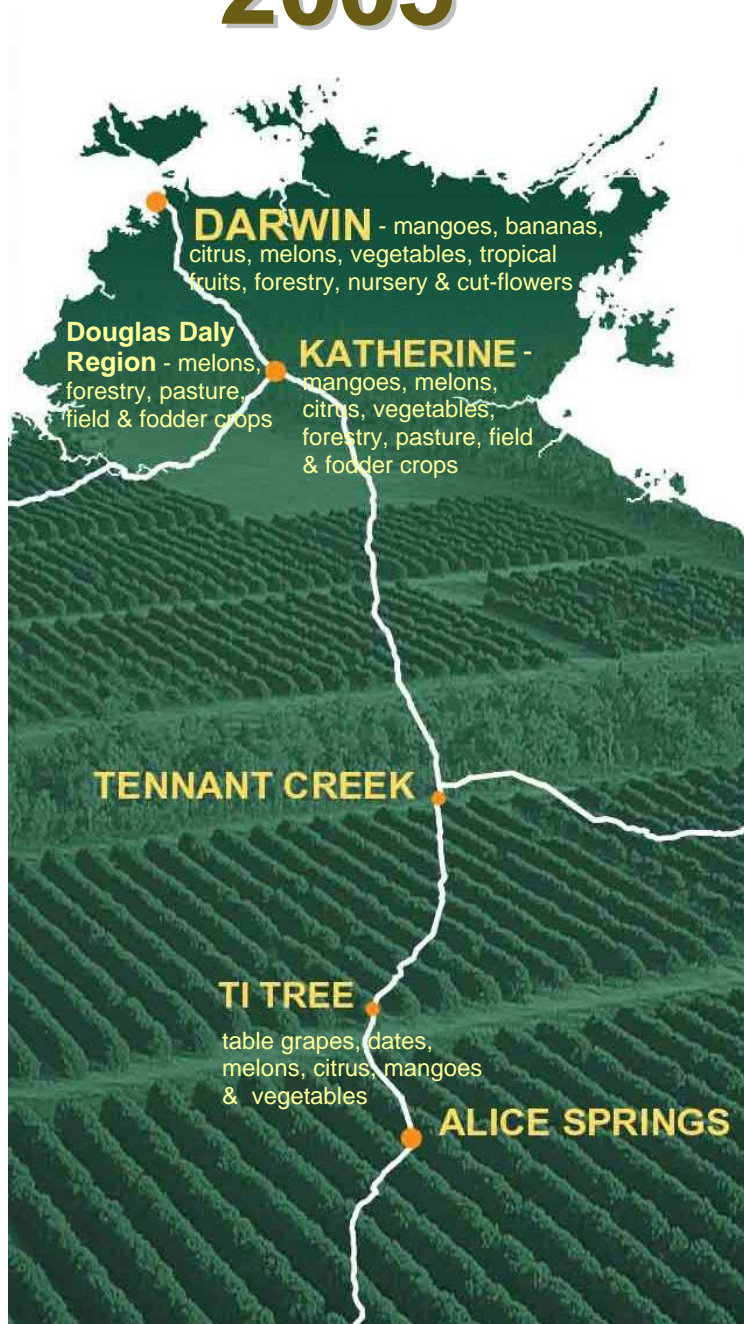 2005
DARWIN - mangoes, bananas,
citrus, melons, vegetables, tropical
fruits, forestry, nursery & cut-flowers
Douglas Daly
Region - melons,
forestry, pasture,
field & fodder crops
KATHERINE -
mangoes, melons,
citrus, vegetables,
forestry, pasture, field
& fodder crops
TENNANT CREEK
TI TREE
table grapes, dates,
melons, citrus, mangoes
& vegetables
ALICE SPRINGS